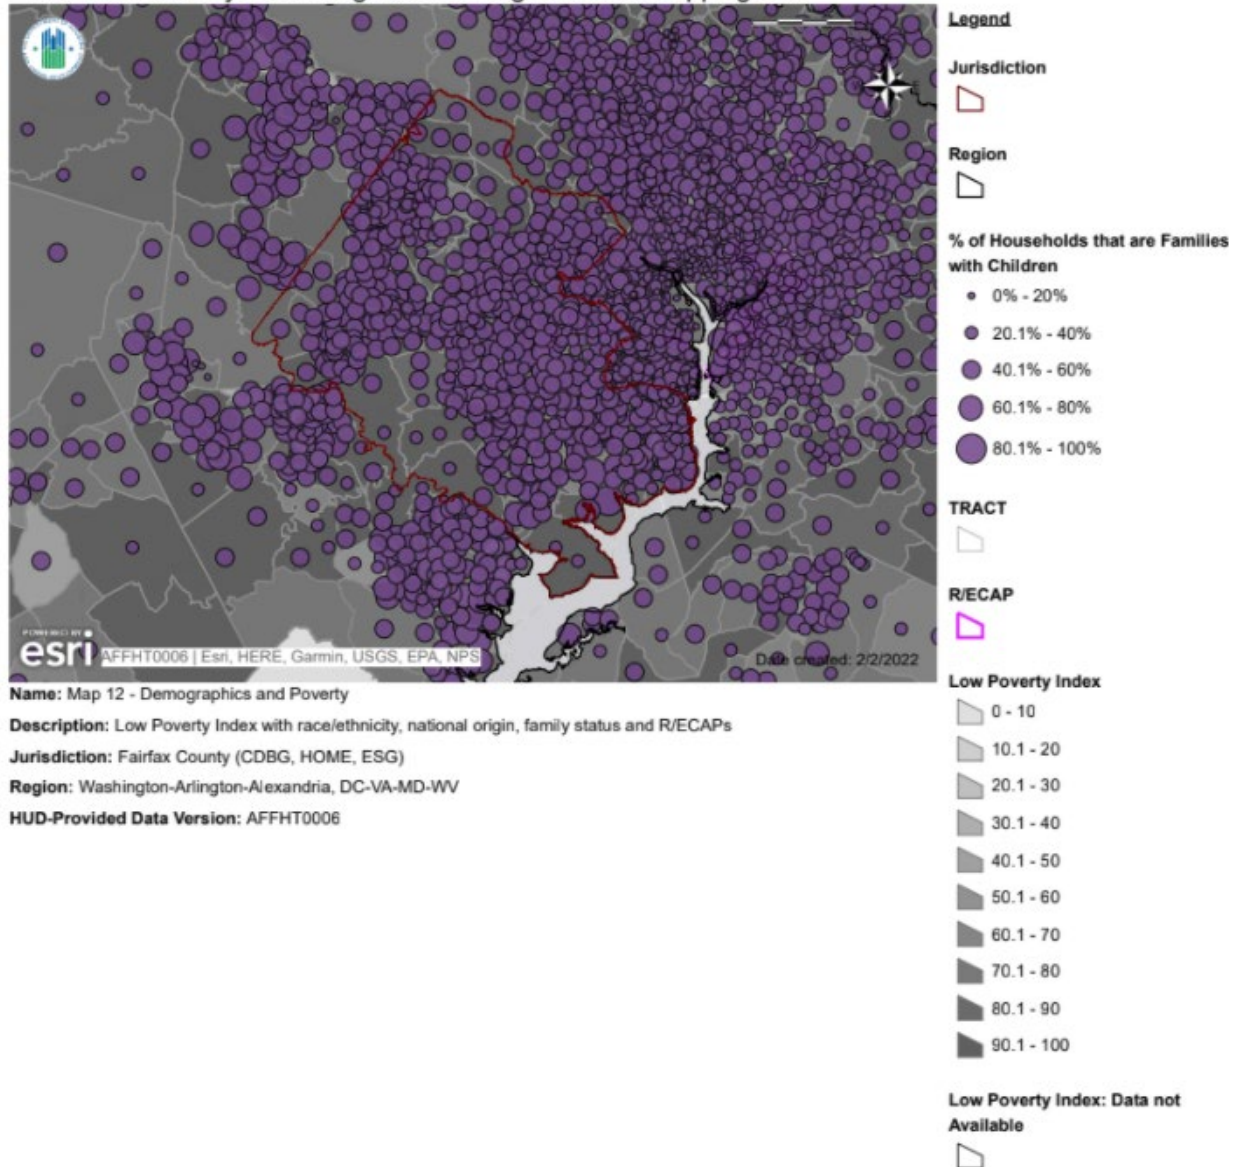 Legend
Jurisdiction
Region
% of Households that are Families
with Children
0% - 20%
20.1% - 40%
40.1% - 60%
60.1% - 80%
80.1% - 100%
TRACT
R/ECAP
Low Poverty Index
0 - 10
10.1 - 20
20.1 - 30
30.1 - 40
40.1 - 50
50.1 - 60
60.1 - 70
70.1 - 80
80.1 - 90
90.1 - 100
Low Poverty Index: Data not
Available
POWERED BY
esri
AFFHT0006 | Esri, HERE, Garmin, USGS, EPA, NPS
Date created: 2/2/2022
Name: Map 12 - Demographics and Poverty
Description: Low Poverty Index with race/ethnicity, national origin, family status and R/ECAPs
Jurisdiction: Fairfax County (CDBG, HOME, ESG)
Region: Washington-Arlington-Alexandria, DC-VA-MD-WV
HUD-Provided Data Version: AFFHT0006